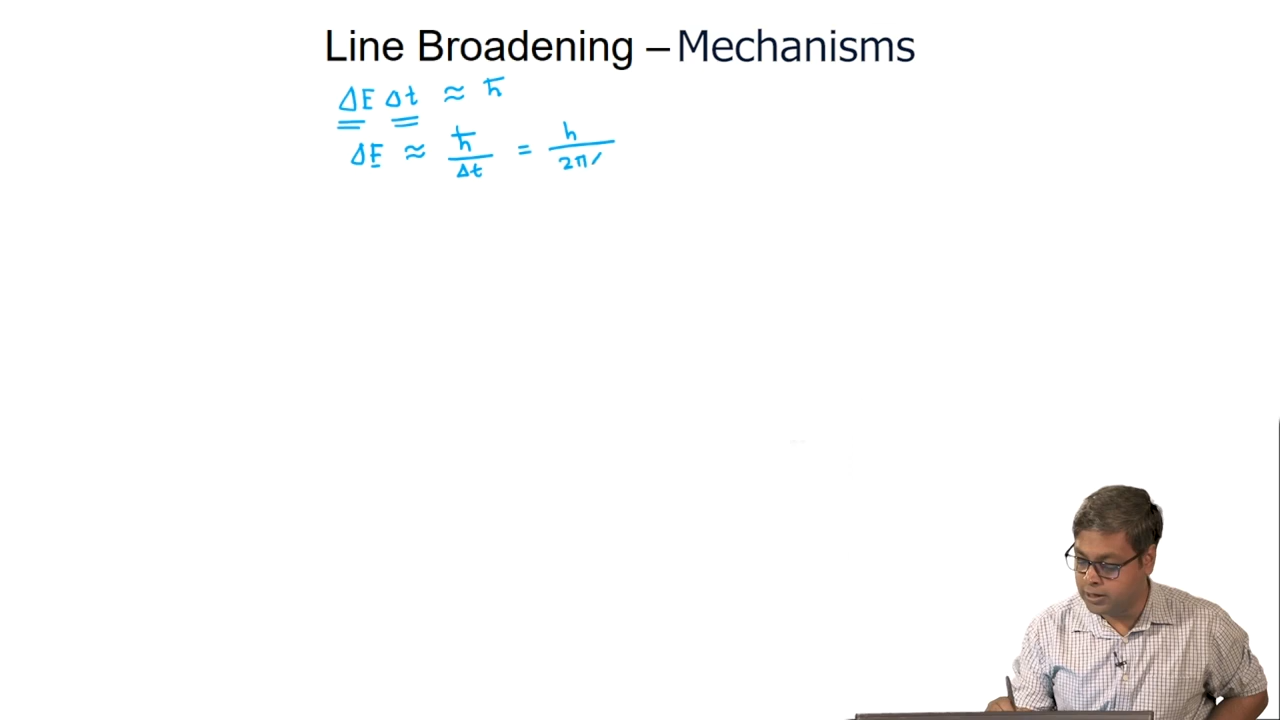 Line Broadening – Mechanisms
ΔE Δt ≈ ħ
ΔE ≈ ħ/Δt = h/2π